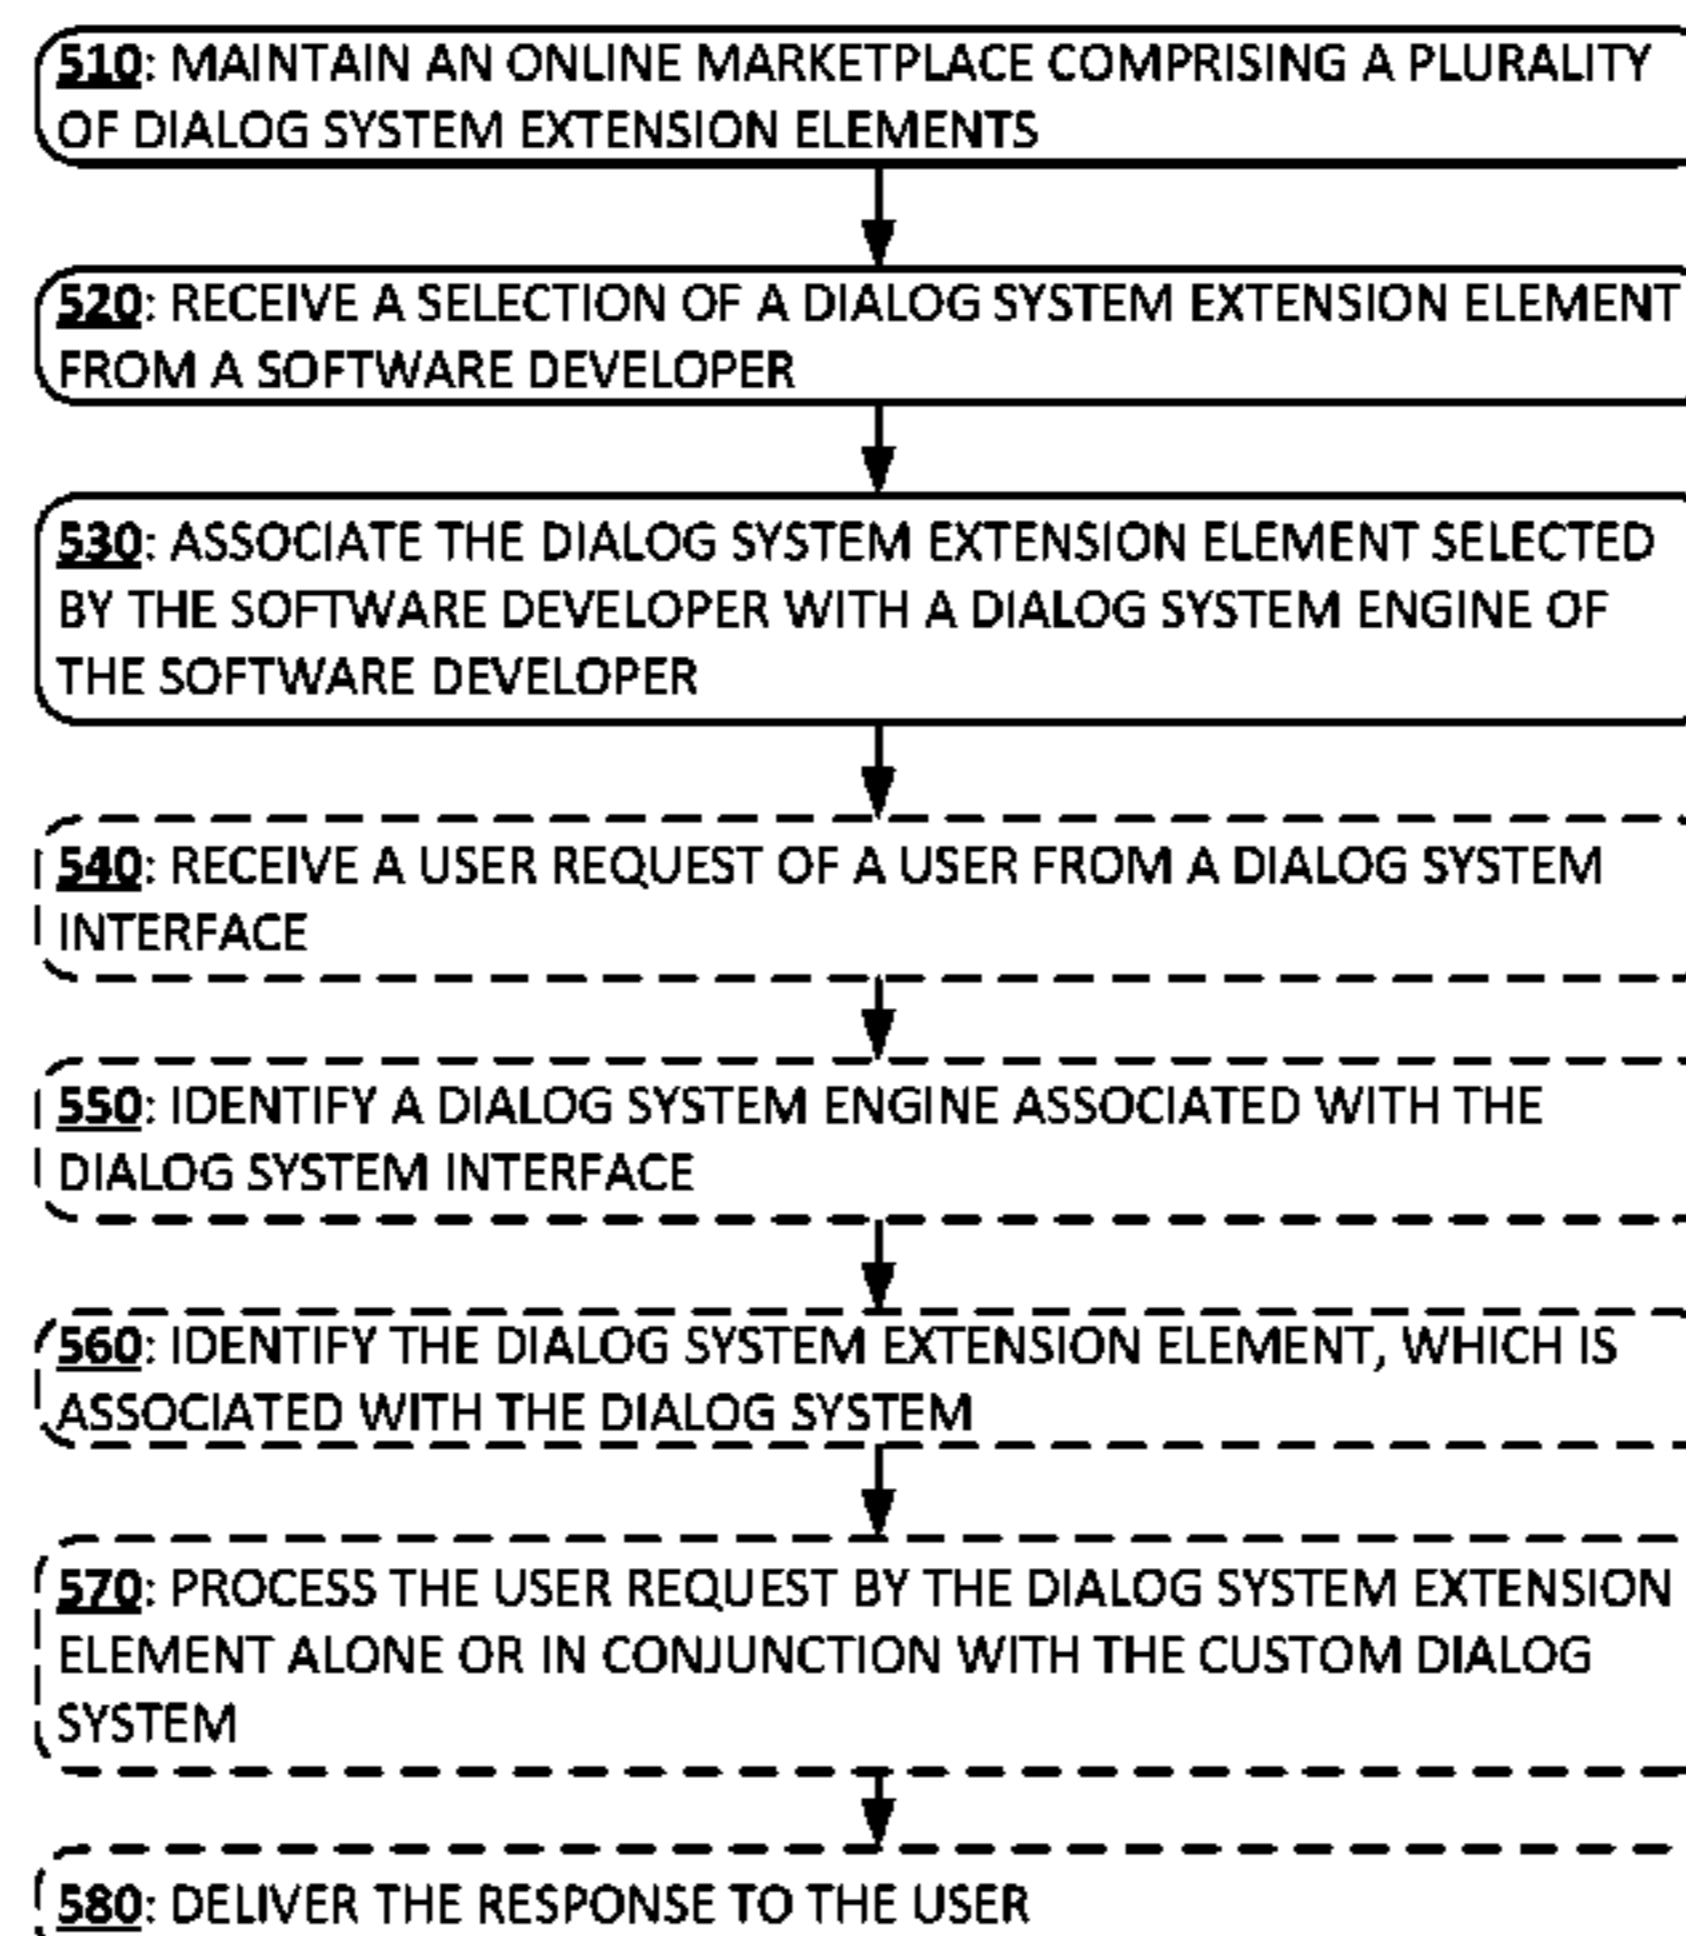 510: MAINTAIN AN ONLINE MARKETPLACE COMPRISING A PLURALITY
OF DIALOG SYSTEM EXTENSION ELEMENTS
520: RECEIVE A SELECTION OF A DIALOG SYSTEM EXTENSION ELEMENT
FROM A SOFTWARE DEVELOPER
530: ASSOCIATE THE DIALOG SYSTEM EXTENSION ELEMENT SELECTED
BY THE SOFTWARE DEVELOPER WITH A DIALOG SYSTEM ENGINE OF
THE SOFTWARE DEVELOPER
540: RECEIVE A USER REQUEST OF A USER FROM A DIALOG SYSTEM
INTERFACE
550: IDENTIFY A DIALOG SYSTEM ENGINE ASSOCIATED WITH THE
DIALOG SYSTEM INTERFACE
560: IDENTIFY THE DIALOG SYSTEM EXTENSION ELEMENT, WHICH IS
ASSOCIATED WITH THE DIALOG SYSTEM
570: PROCESS THE USER REQUEST BY THE DIALOG SYSTEM EXTENSION
ELEMENT ALONE OR IN CONJUNCTION WITH THE CUSTOM DIALOG
SYSTEM
580: DELIVER THE RESPONSE TO THE USER